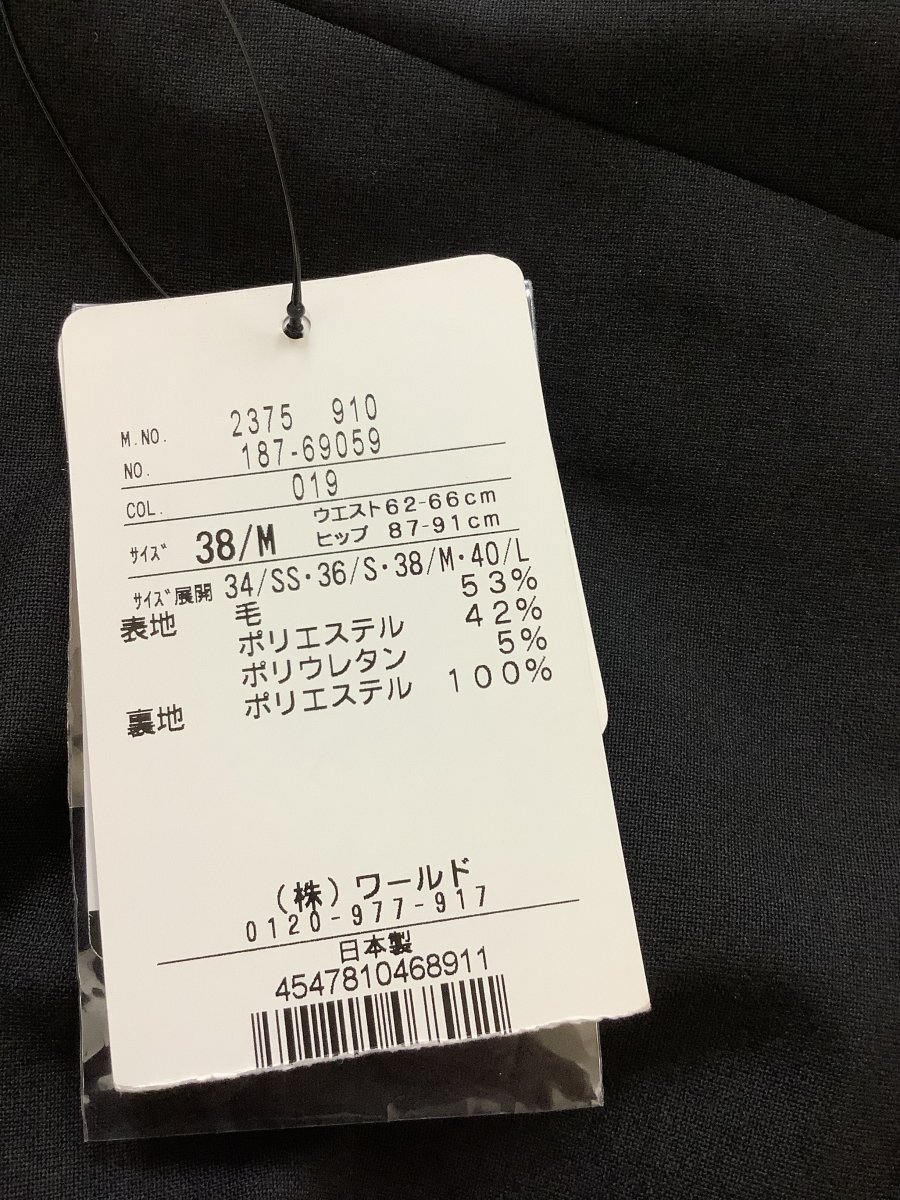 M.NO. 2375 910
NO. 187-69059
COL. 019
サイズ 38/M ウエスト62-66cm
ヒップ 87-91cm
サイズ展開 34/SS・36/S・38/M・40/L
表地 毛 53%
ポリエステル 42%
ポリウレタン 5%
裏地 ポリエステル 100%
(株)ワールド
0120-977-917
日本製
4547810468911